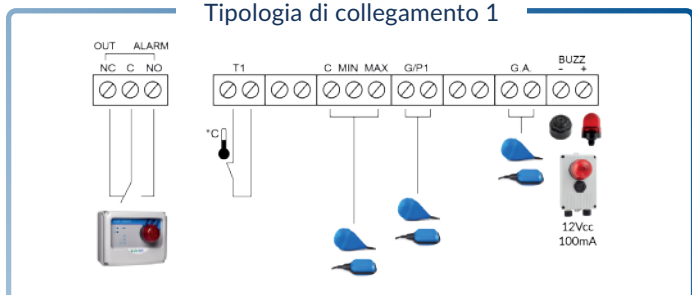 Tipologia di collegamento 1
OUT ALARM
NC C NO
T1
C MIN MAX
G/P1
G.A.
BUZZ
- +
°C
12Vcc
100mA